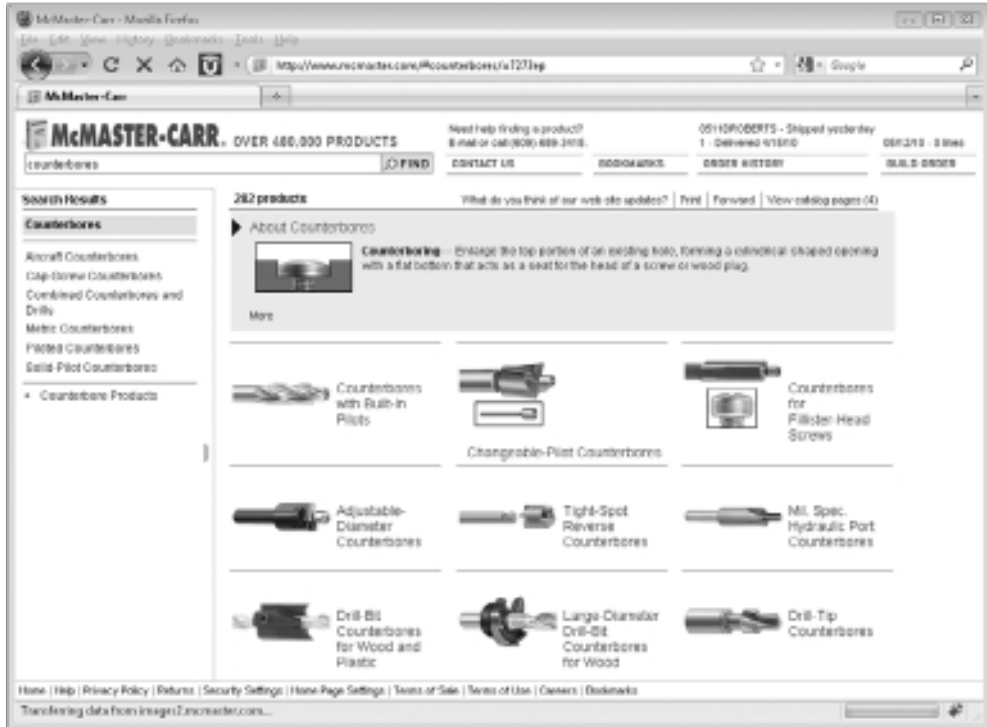 McMaster-Carr - Mozilla Firefox
File Edit View History Bookmarks Tools Help
Google
McMaster-Carr
McMASTER-CARR. OVER 480,000 PRODUCTS
Need help finding a product?
E-mail or call
Shipped yesterday
1 - Delivered
counterbores
FIND
CONTACT US
BOOKMARKS
ORDER HISTORY
BUILD ORDER
Search Results
Counterbores
Aircraft Counterbores
Cap-Screw Counterbores
Combined Counterbores and
Drills
Metric Counterbores
Piloted Counterbores
Solid-Pilot Counterbores
Counterbore Products
282 products
What do you think of our web site updates? | Print | Forward | View catalog pages (4)
About Counterbores
Counterboring — Enlarge the top portion of an existing hole, forming a cylindrical shaped opening
with a flat bottom that acts as a seat for the head of a screw or wood plug.
More
Counterbores
with Built-In
Pilots
Changeable-Pilot Counterbores
Counterbores
for
Fillister-Head
Screws
Adjustable-
Diameter
Counterbores
Tight-Spot
Reverse
Counterbores
Mil. Spec.
Hydraulic Port
Counterbores
Drill-Bit
Counterbores
for Wood and
Plastic
Large-Diameter
Drill-Bit
Counterbores
for Wood
Drill-Tip
Counterbores
Home | Help | Privacy Policy | Returns | Security Settings | Home Page Settings | Terms of Sale | Terms of Use | Careers | Bookmarks
Transferring data from images2.mcmaster.com...